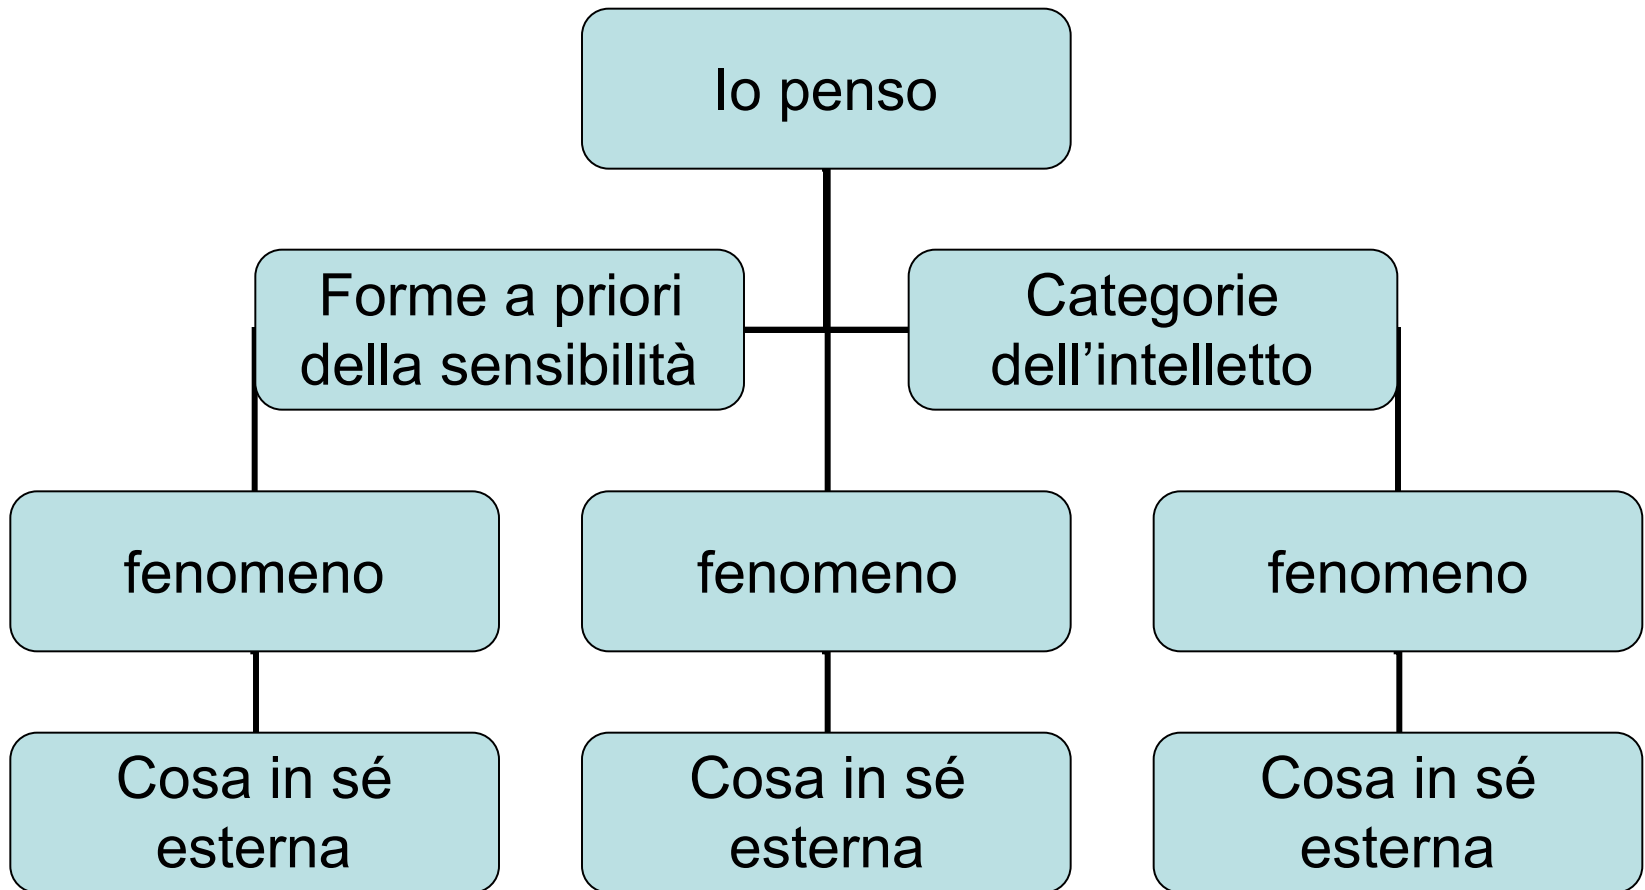 Io penso
Forme a priori
della sensibilità
Categorie
dell’intelletto
fenomeno
fenomeno
fenomeno
Cosa in sé
esterna
Cosa in sé
esterna
Cosa in sé
esterna